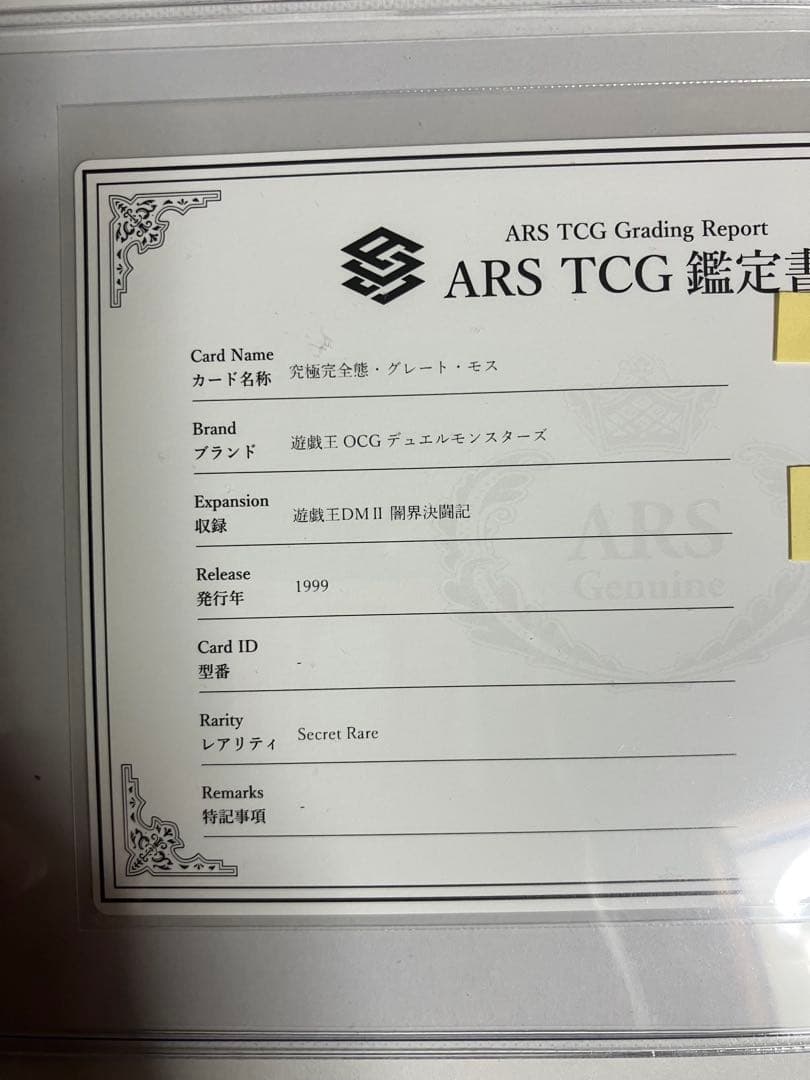 ARS TCG Grading Report
ARS TCG 鑑定書
Card Name
カード名称
究極完全態・グレート・モス
Brand
ブランド
遊戯王 OCG デュエルモンスターズ
Expansion
収録
遊戯王DMⅡ 闇界決闘記
Release
発行年
1999
Card ID
型番
-
Rarity
レアリティ
Secret Rare
Remarks
特記事項
-
ARS
Genuine